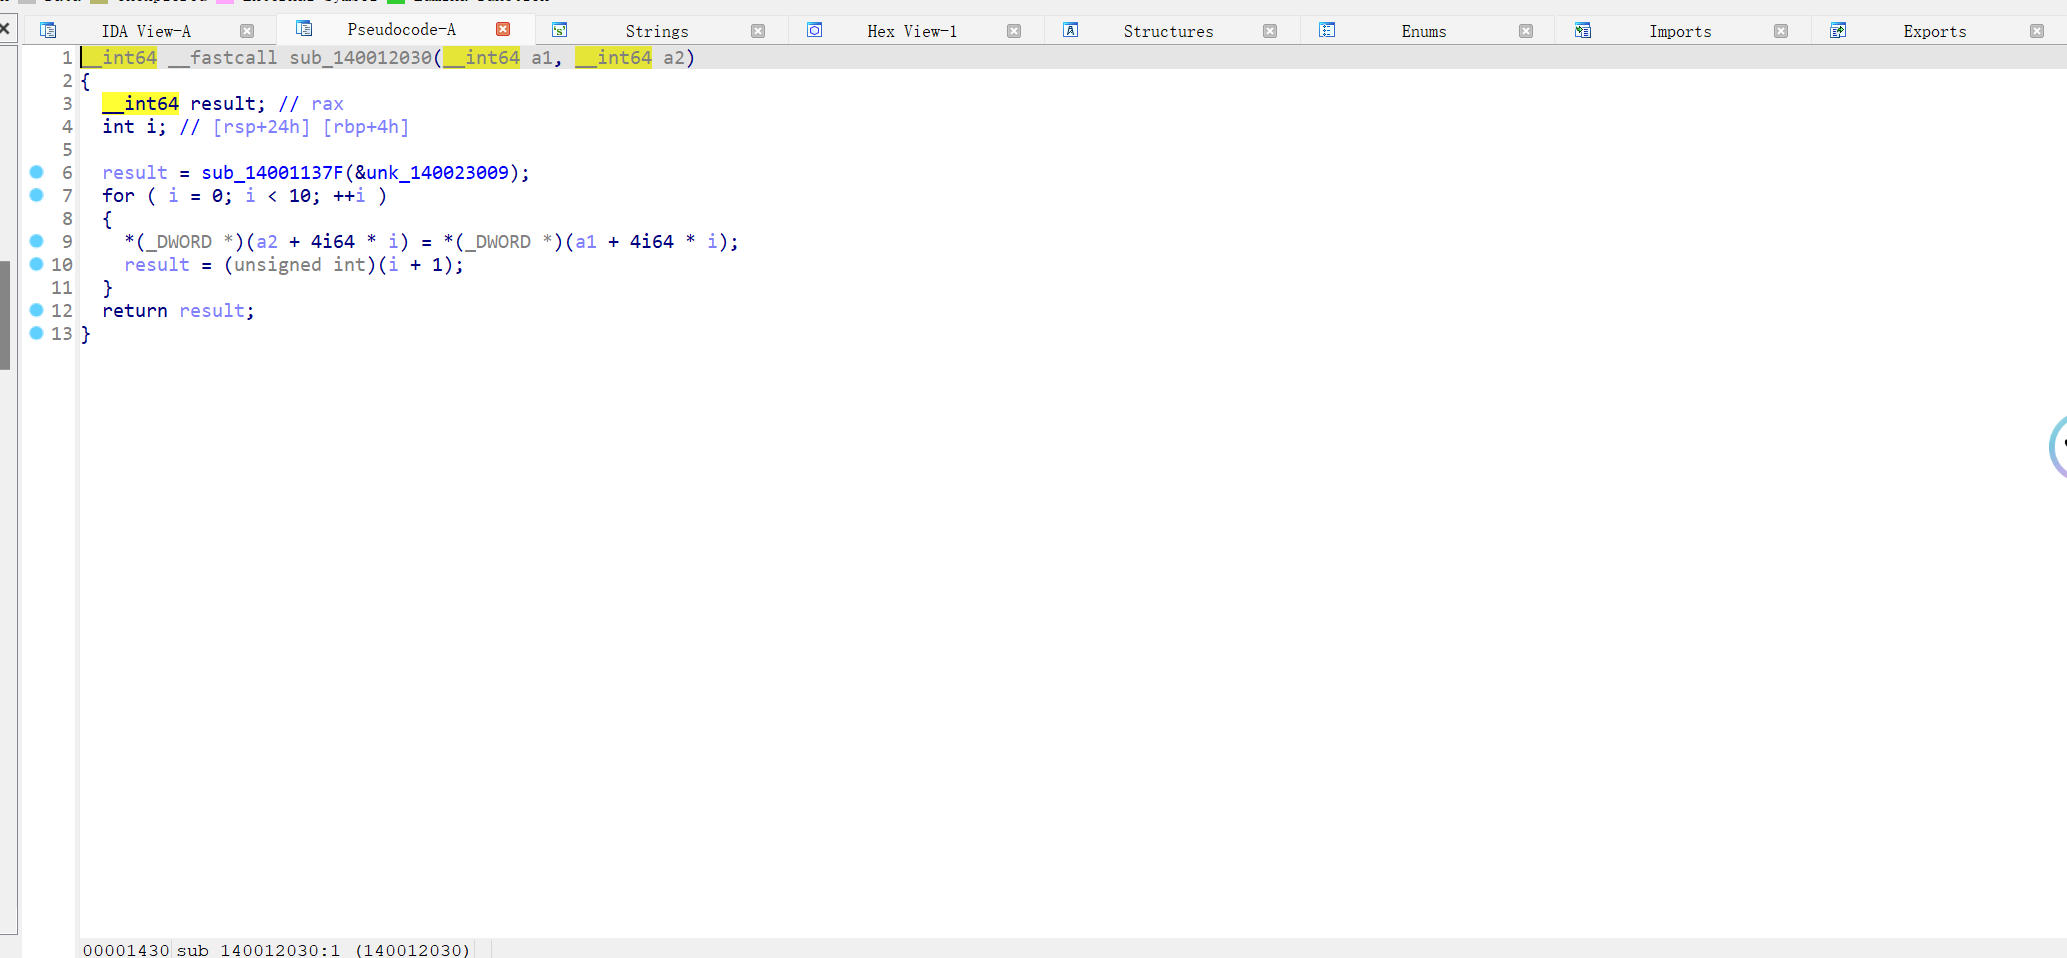 IDA View-A Pseudocode-A Strings Hex View-1 Structures Enums Imports Exports
1 __int64 __fastcall sub_140012030(__int64 a1, __int64 a2)
2 {
3   __int64 result; // rax
4   int i; // [rsp+24h] [rbp+4h]
5
6   result = sub_14001137F(&unk_140023009);
7   for ( i = 0; i < 10; ++i )
8   {
9     *(_DWORD *)(a2 + 4i64 * i) = *(_DWORD *)(a1 + 4i64 * i);
10     result = (unsigned int)(i + 1);
11   }
12   return result;
13 }
00001430 sub_140012030:1 (140012030)